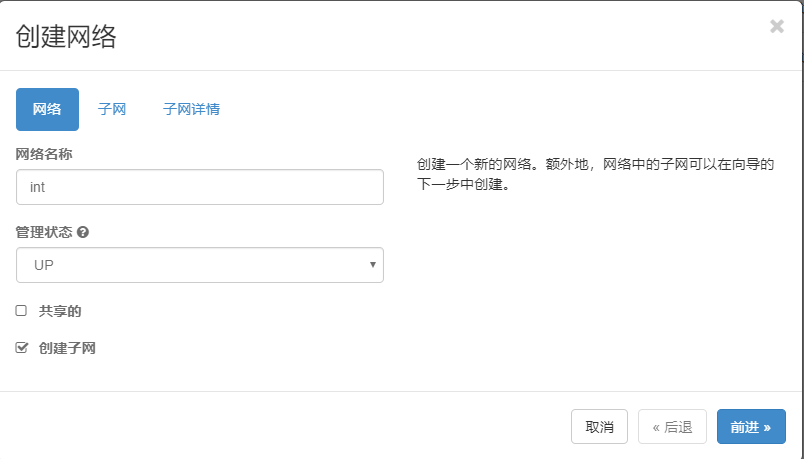 创建网络
×
网络 子网 子网详情
网络名称
int
管理状态
UP
共享的
创建子网
创建一个新的网络。额外地，网络中的子网可以在向导的
下一步中创建。
取消 « 后退 前进 »